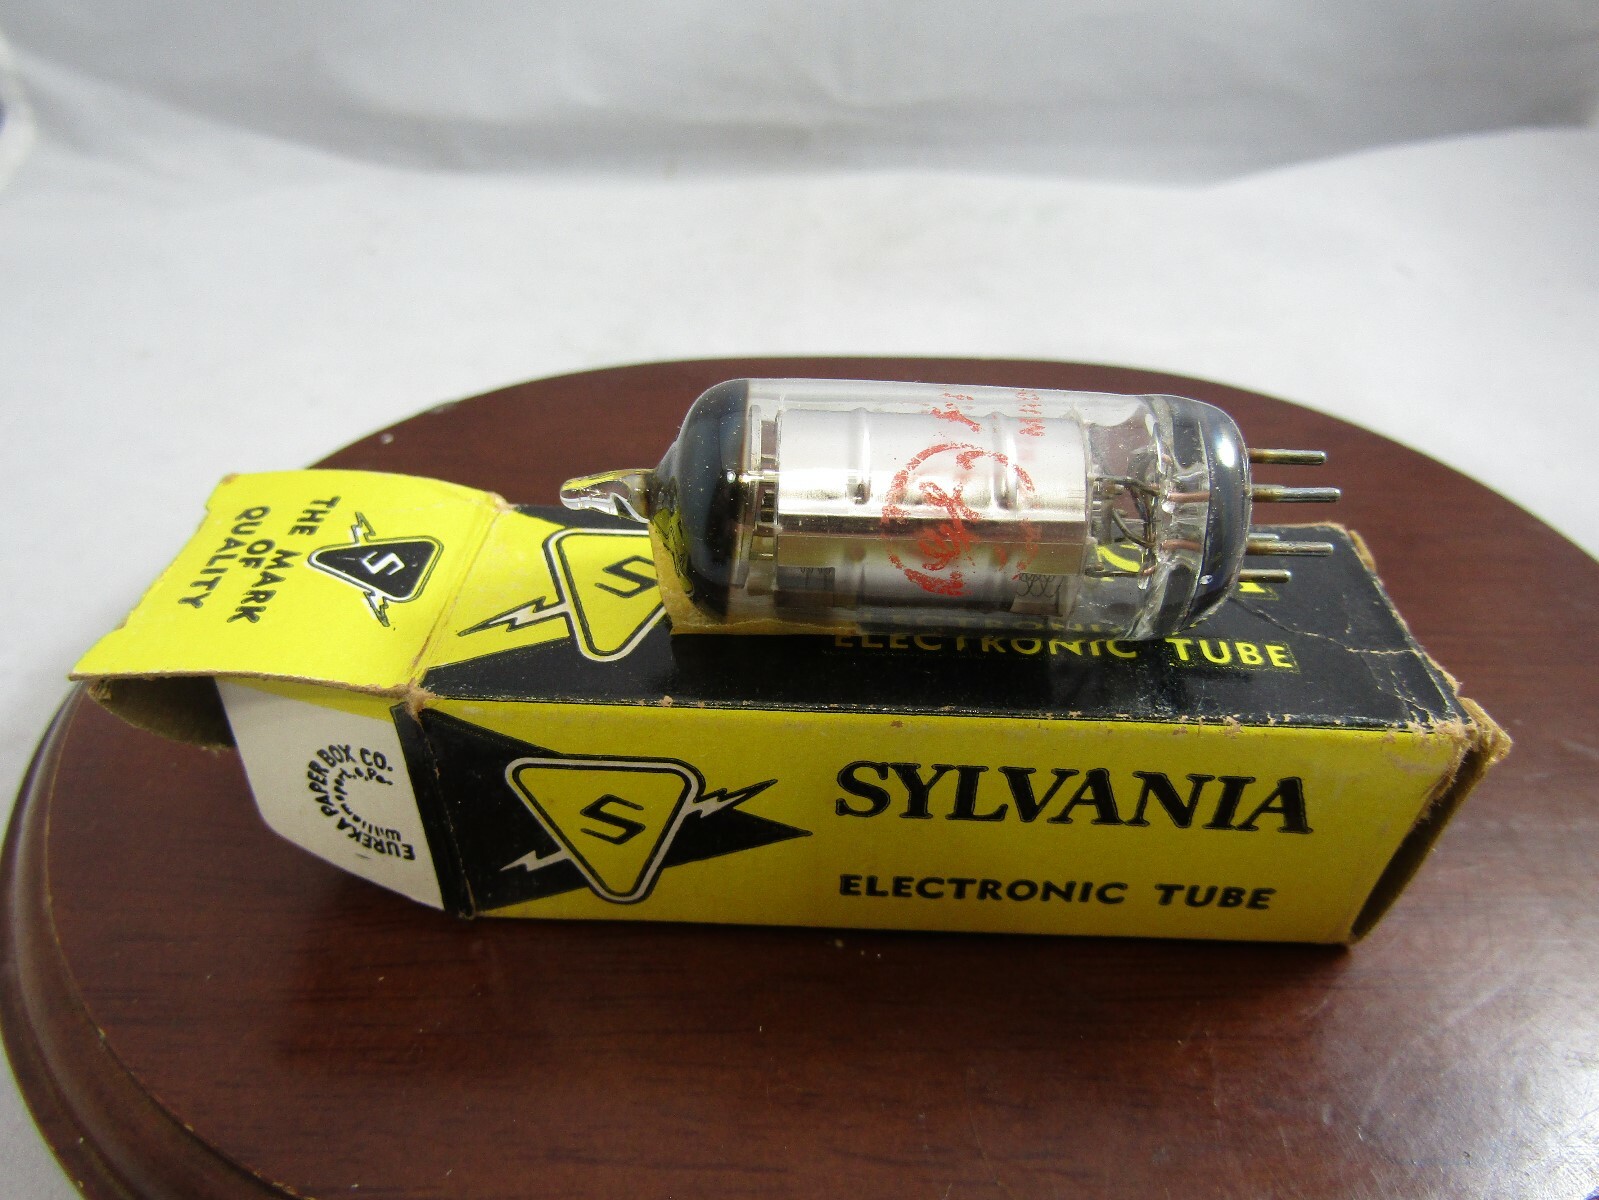 THE MARK
OF
QUALITY
S
S
ELECTRONIC TUBE
EUREKA PAPER BOX CO.
S
SYLVANIA
ELECTRONIC TUBE